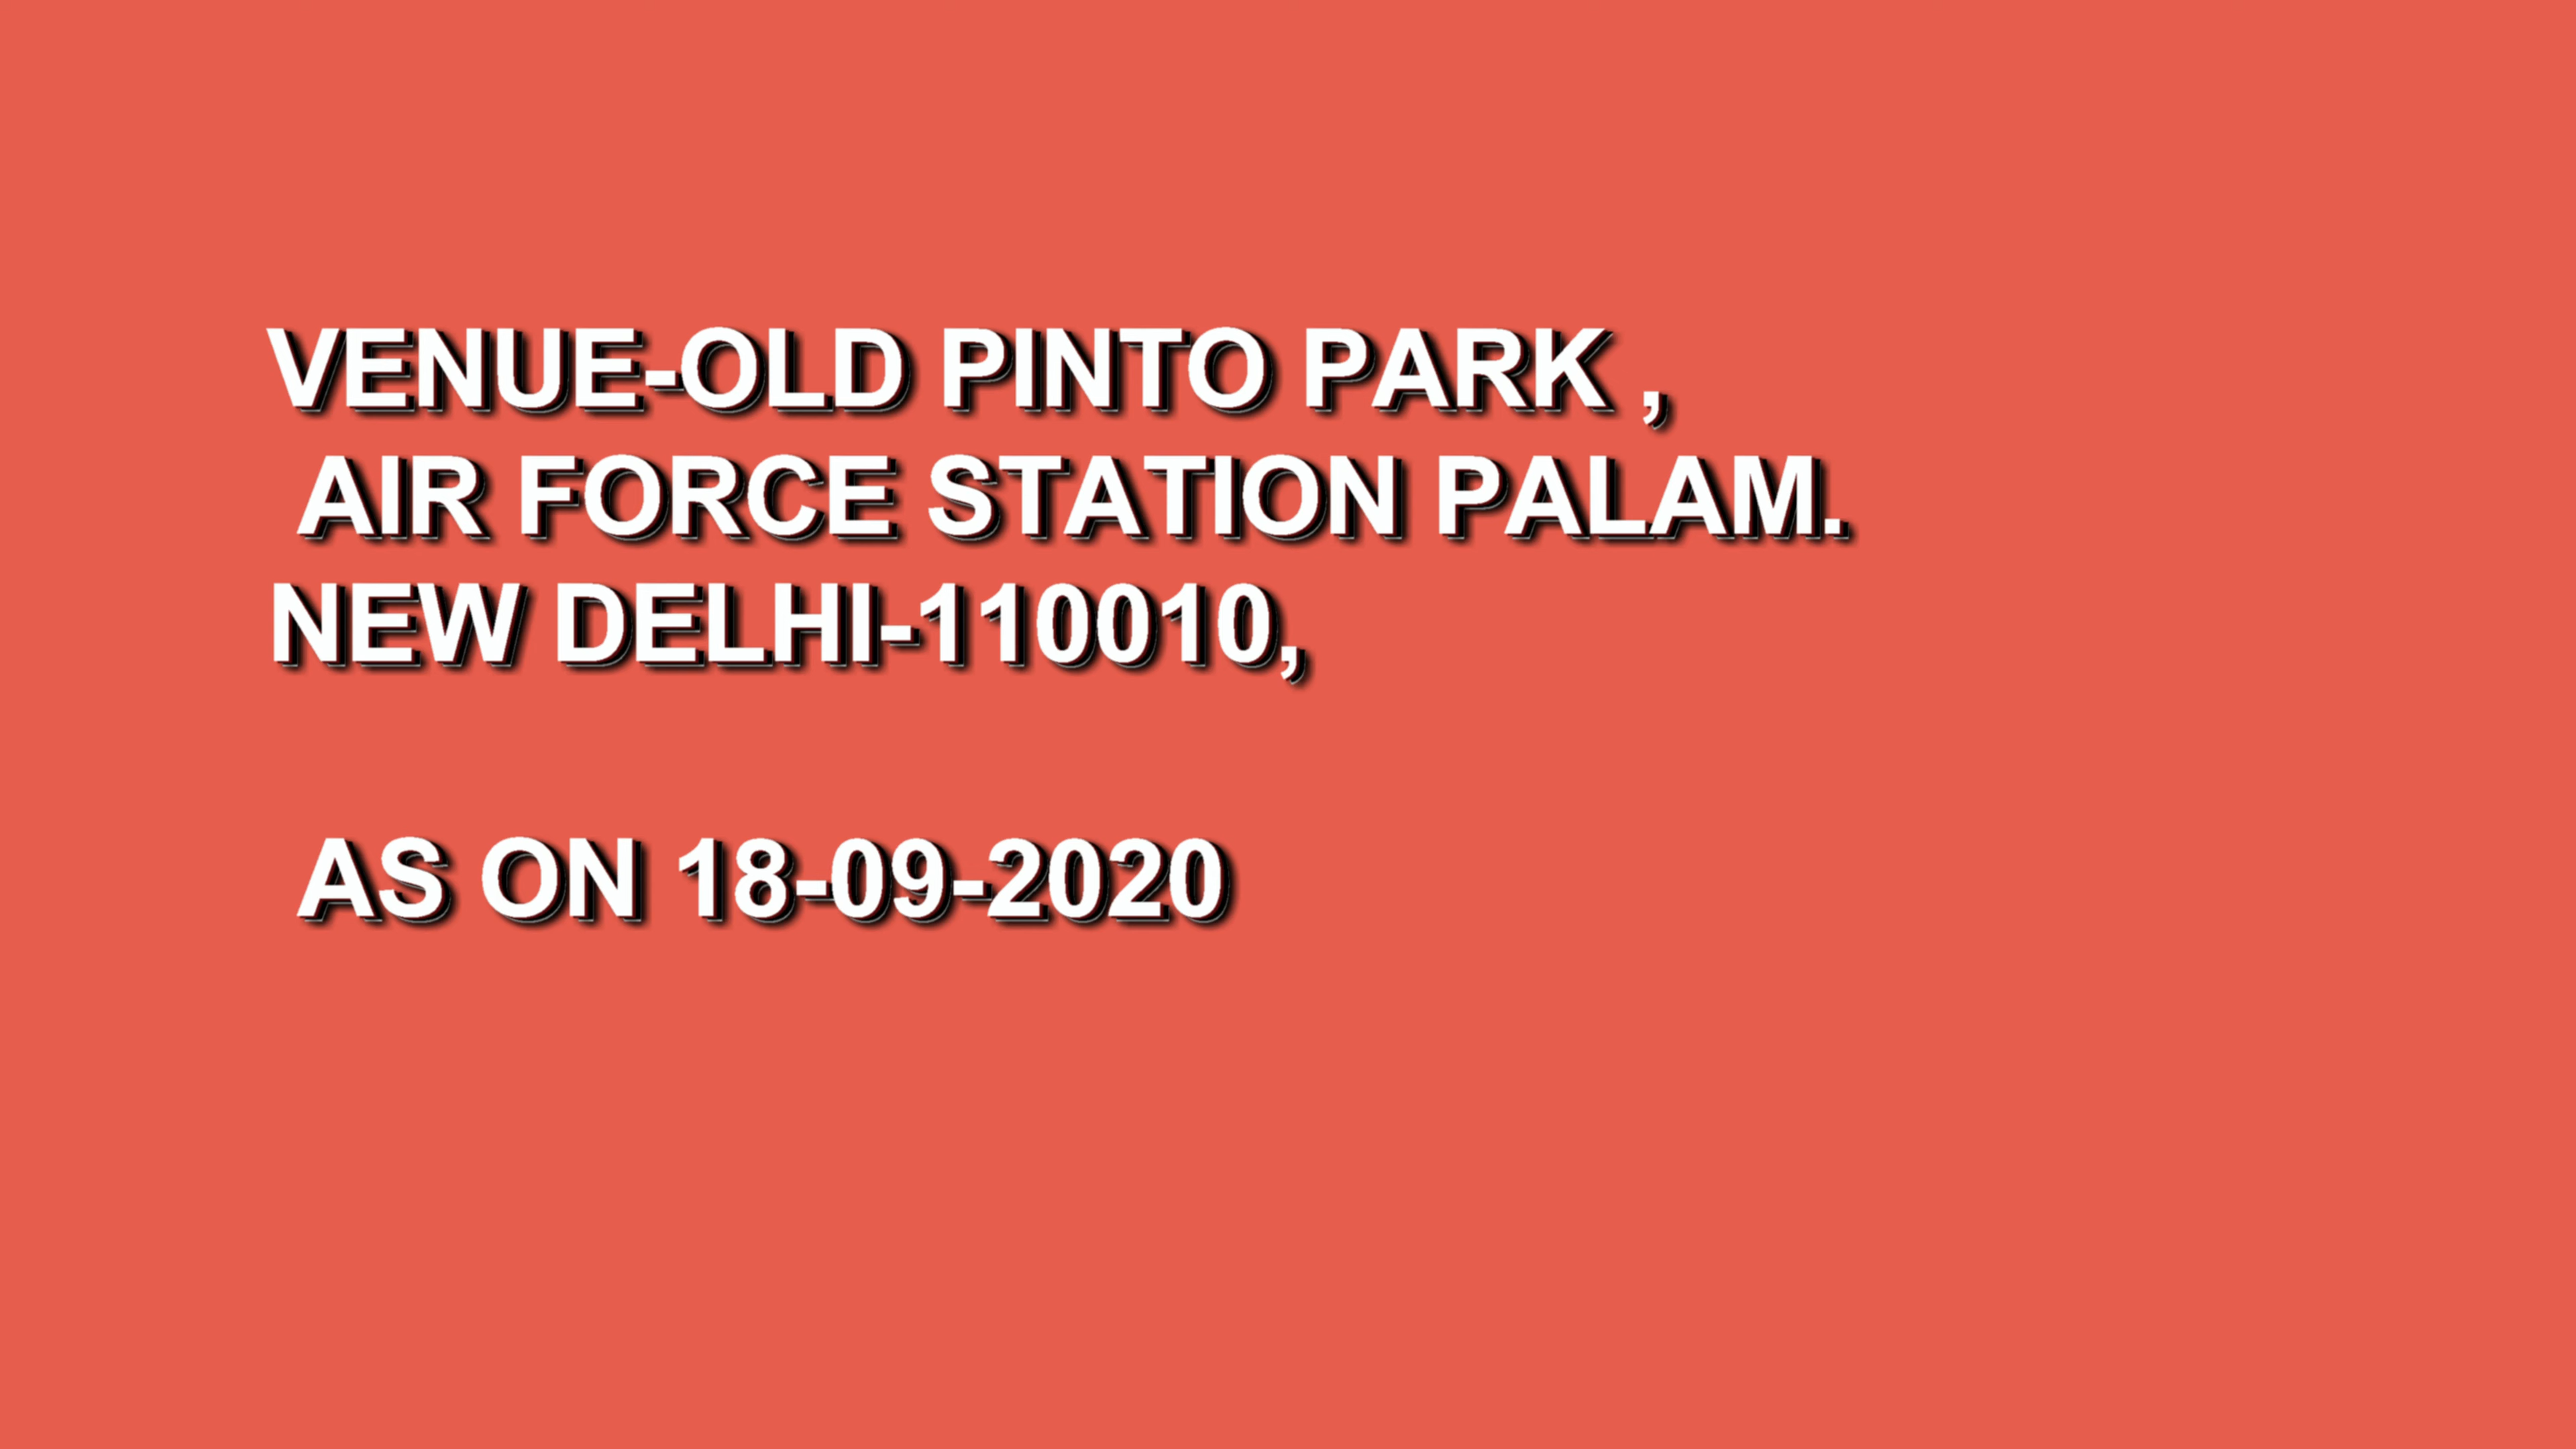 VENUE-OLD PINTO PARK ,
AIR FORCE STATION PALAM.
NEW DELHI-110010,
AS ON 18-09-2020